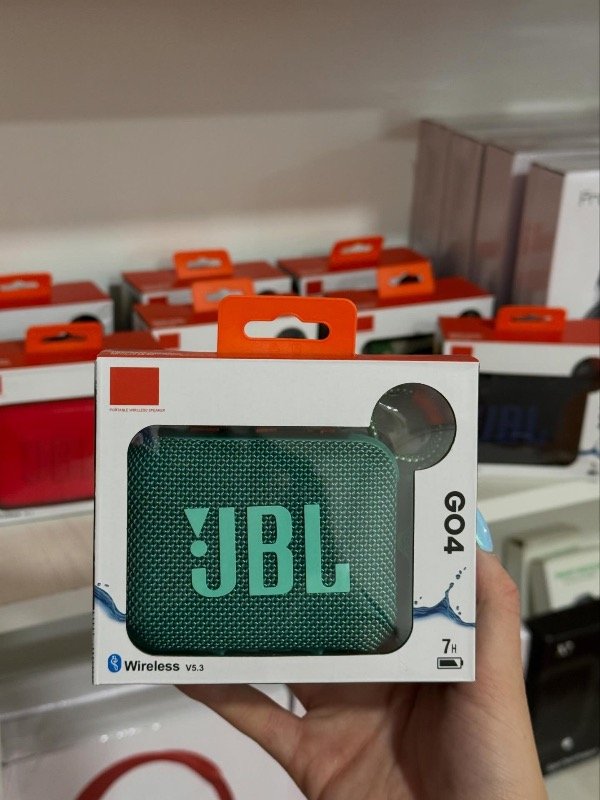 PORTABLE WIRELESS SPEAKER
JBL
GO4
Wireless V5.3
7H